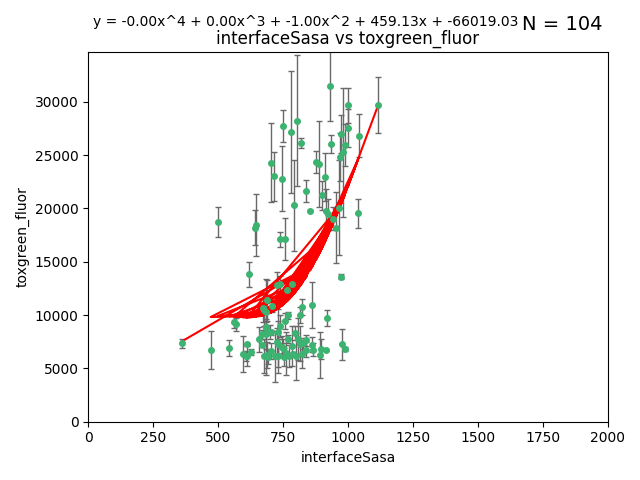 y = -0.00x^4 + 0.00x^3 + -1.00x^2 + 459.13x + -66019.03 N = 104
interfaceSasa vs toxgreen_fluor
30000
25000
20000
15000
10000
5000
0
toxgreen_fluor
0 250 500 750 1000 1250 1500 1750 2000
interfaceSasa